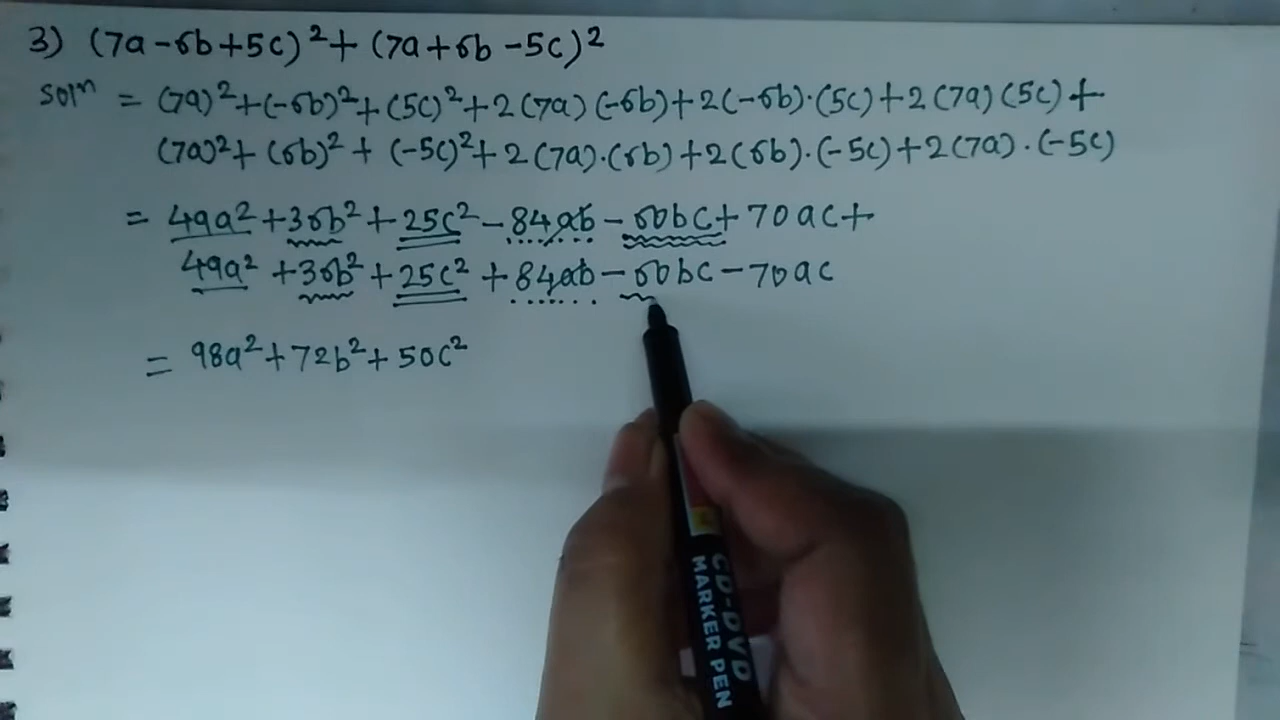 3) (7a-6b+5c)²+(7a+6b-5c)²
Solⁿ = (7a)²+(-6b)²+(5c)²+2(7a)(-6b)+2(-6b)·(5c)+2(7a)(5c)+
(7a)²+(6b)²+(-5c)²+2(7a)·(6b)+2(6b)·(-5c)+2(7a)·(-5c)
= 49a²+36b²+25c²-84ab-60bc+70ac+
49a²+36b²+25c²+84ab-60bc-70ac
= 98a²+72b²+50c²
CD-DVD
MARKER PEN